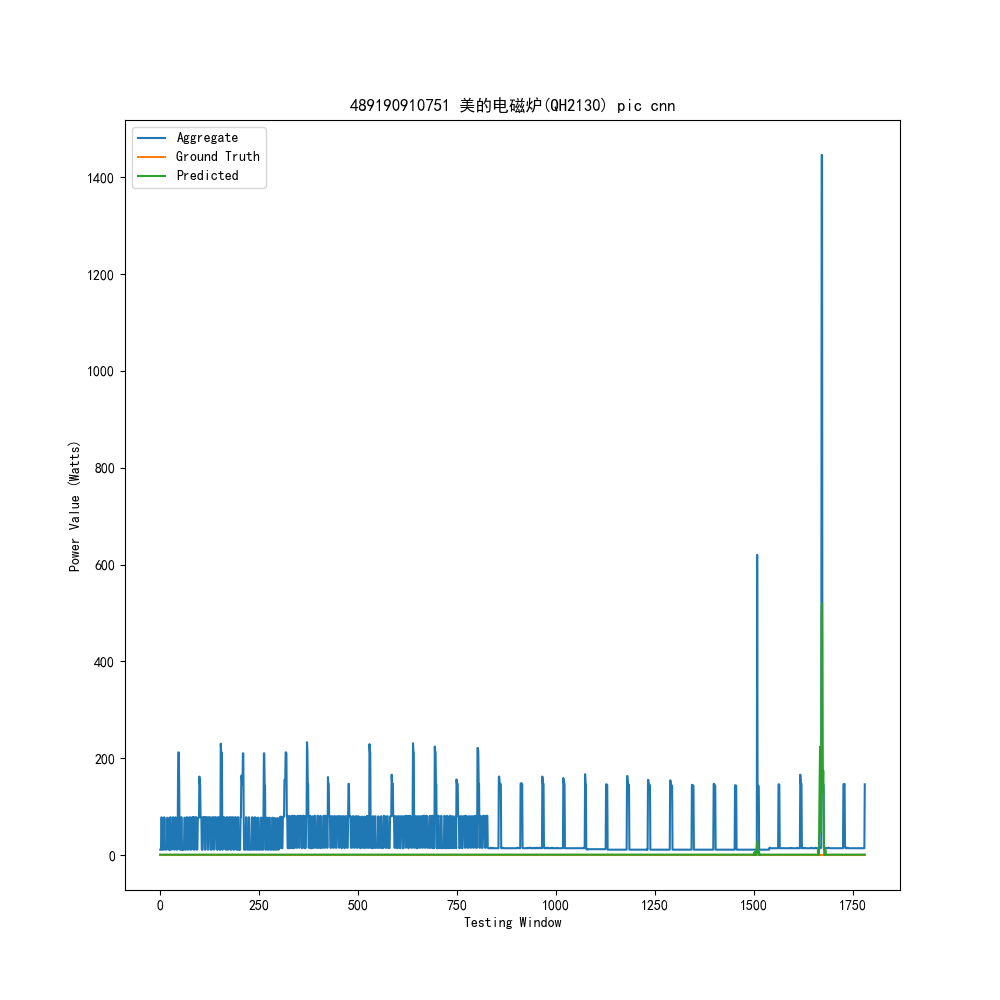 489190910751 美的电磁炉(QH2130) pic cnn
Aggregate
Ground Truth
Predicted
Power Value (Watts)
1400
1200
1000
800
600
400
200
0
0 250 500 750 1000 1250 1500 1750
Testing Window